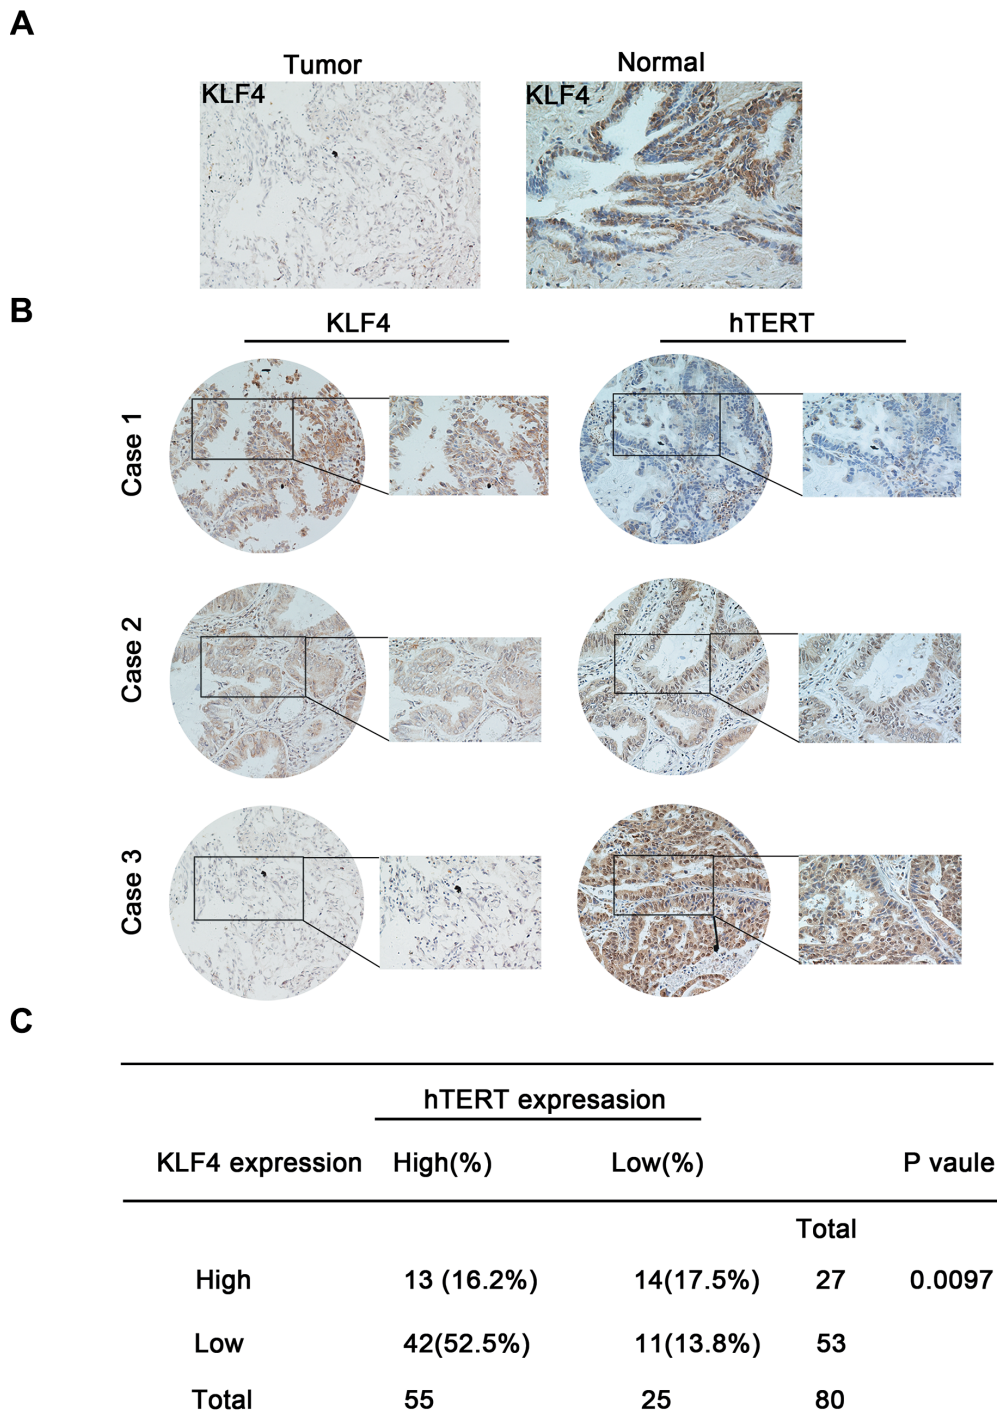 A
Tumor Normal
KLF4 KLF4
B
KLF4 hTERT
Case 1
Case 2
Case 3
C
hTERT expresasion
KLF4 expression High(%) Low(%) P vaule
Total
High 13 (16.2%) 14(17.5%) 27 0.0097
Low 42(52.5%) 11(13.8%) 53
Total 55 25 80